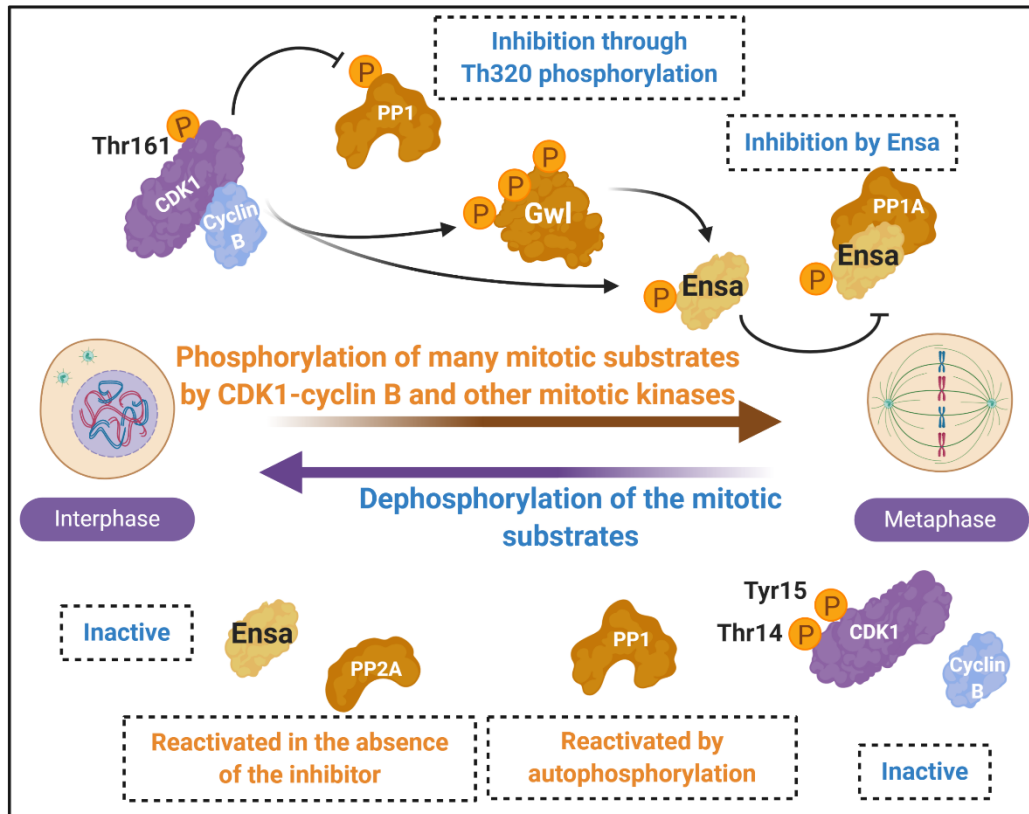 Inhibition through
Th320 phosphorylation
P
PP1
P
Thr161
CDK1
Cyclin
B
Inhibition by Ensa
P
P
P
Gwl
PP1A
Ensa
P
P
Ensa
Phosphorylation of many mitotic substrates
by CDK1-cyclin B and other mitotic kinases
Interphase
Metaphase
Dephosphorylation of the mitotic
substrates
Inactive
Ensa
PP2A
Reactivated in the absence
of the inhibitor
PP1
Reactivated by
autophosphorylation
Tyr15
P
Thr14
P
CDK1
Cyclin
B
Inactive